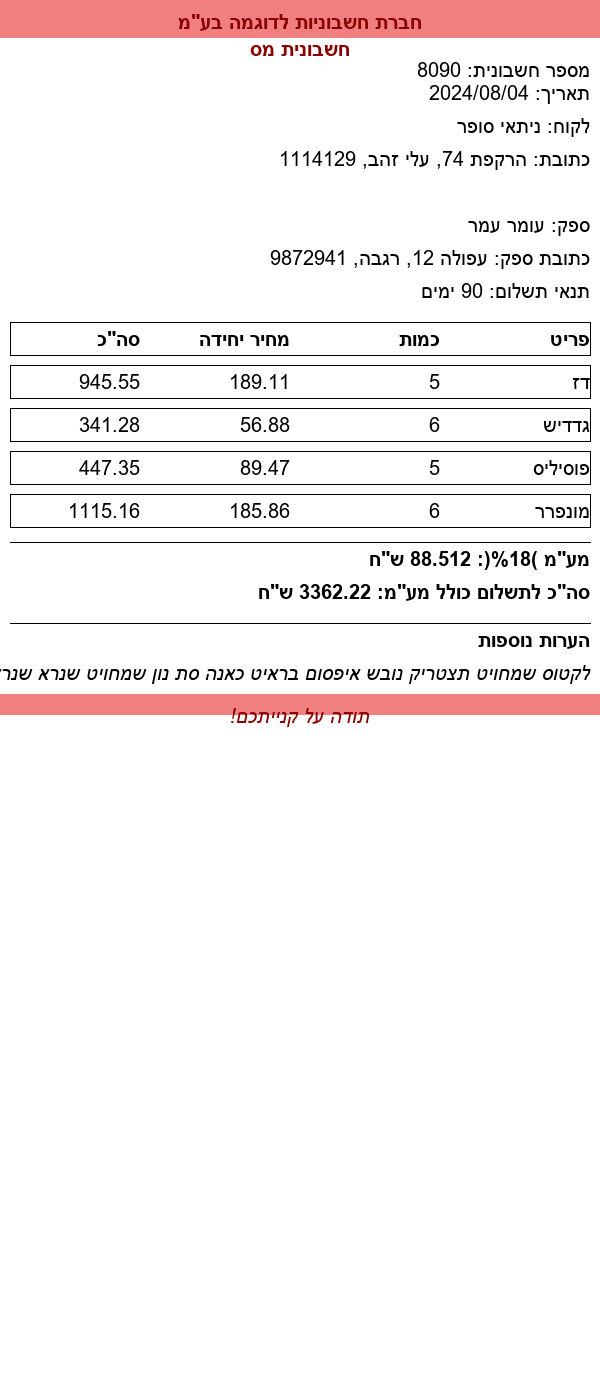 חברת חשבוניות לדוגמה בע"מ
חשבונית מס
מספר חשבונית: 8090
תאריך: 2024/08/04
לקוח: ניתאי סופר
כתובת: הרקפת 74, עלי זהב, 1114129
ספק: עומר עמר
כתובת ספק: עפולה 12, רגבה, 9872941
תנאי תשלום: 90 ימים
פריט כמות מחיר יחידה סה"כ
דז 5 189.11 945.55
גדדיש 6 56.88 341.28
פוסיליס 5 89.47 447.35
מונפרר 6 185.86 1115.16
מע"מ )18%(: 88.512 ש"ח
סה"כ לתשלום כולל מע"מ: 3362.22 ש"ח
הערות נוספות
לקטוס שמחויט תצטריק נובש איפסום בראיט כאנה סת נון שמחויט שנרא
תודה על קנייתכם!